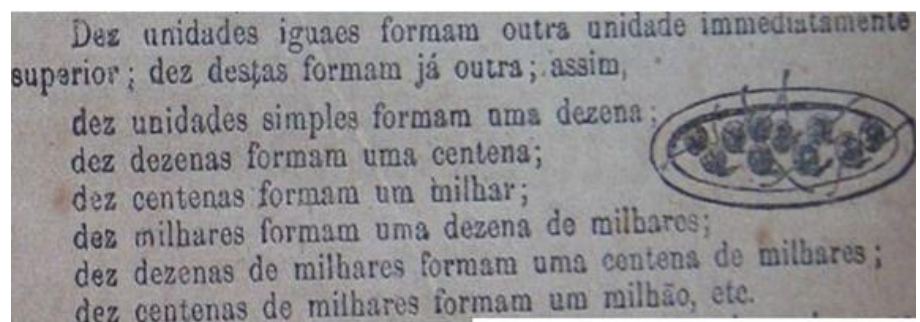 Dez unidades iguaes formam outra unidade immediatamente
superior; dez destas formam já outra; assim,
dez unidades simples formam uma dezena;
dez dezenas formam uma centena;
dez centenas formam um milhar;
dez milhares formam uma dezena de milhares;
dez dezenas de milhares formam uma centena de milhares;
dez centenas de milhares formam um milhão, etc.